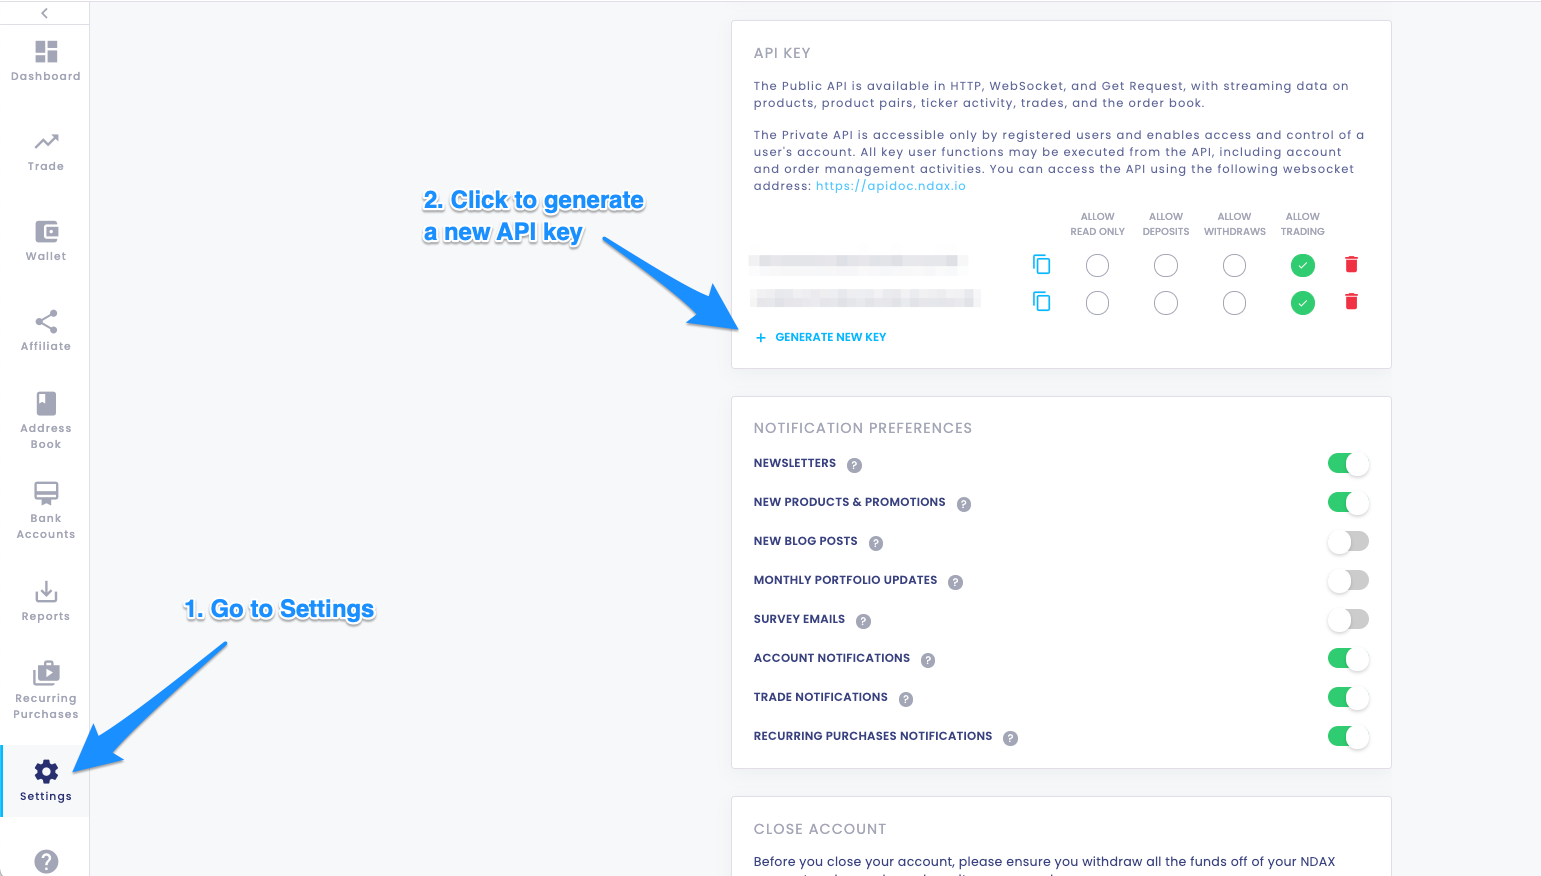 Dashboard
Trade
Wallet
Affiliate
Address
Book
Bank
Accounts
Reports
Recurring
Purchases
Settings
1. Go to Settings
2. Click to generate
a new API key
API KEY
The Public API is available in HTTP, WebSocket, and Get Request, with streaming data on
products, product pairs, ticker activity, trades, and the order book.
The Private API is accessible only by registered users and enables access and control of a
user's account. All key user functions may be executed from the API, including account
and order management activities. You can access the API using the following websocket
address: https://apidoc.ndax.io
ALLOW
READ ONLY
ALLOW
DEPOSITS
ALLOW
WITHDRAWS
ALLOW
TRADING
+ GENERATE NEW KEY
NOTIFICATION PREFERENCES
NEWSLETTERS ?
NEW PRODUCTS & PROMOTIONS ?
NEW BLOG POSTS ?
MONTHLY PORTFOLIO UPDATES ?
SURVEY EMAILS ?
ACCOUNT NOTIFICATIONS ?
TRADE NOTIFICATIONS ?
RECURRING PURCHASES NOTIFICATIONS ?
CLOSE ACCOUNT
Before you close your account, please ensure you withdraw all the funds off of your NDAX